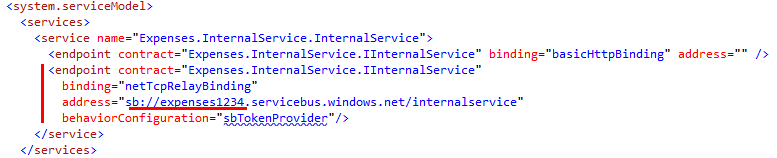 <system.serviceModel>
<services>
<service name="Expenses.InternalService.InternalService">
<endpoint contract="Expenses.InternalService.IInternalService" binding="basicHttpBinding" address="" />
<endpoint contract="Expenses.InternalService.IInternalService"
binding="netTcpRelayBinding"
address="sb://expenses1234.servicebus.windows.net/internalservice"
behaviorConfiguration="sbTokenProvider"/>
</service>
</services>